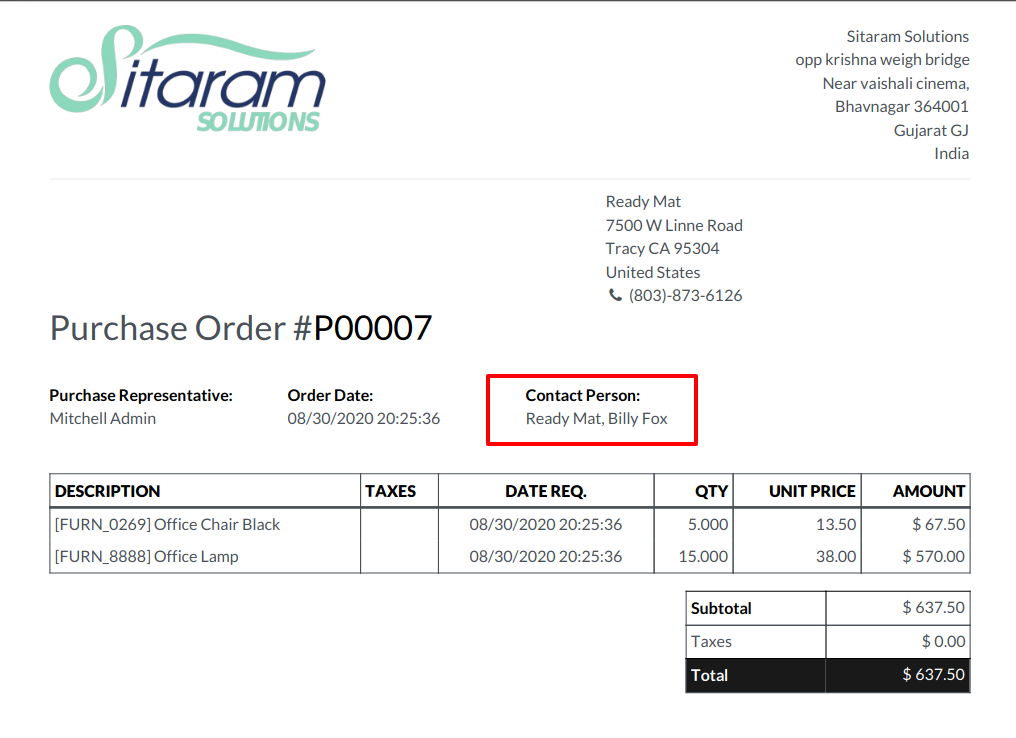 Sitaram
SOLUTIONS
Sitaram Solutions
opp krishna weigh bridge
Near vaishali cinema,
Bhavnagar 364001
Gujarat GJ
India
Ready Mat
7500 W Linne Road
Tracy CA 95304
United States
(803)-873-6126
Purchase Order #P00007
Purchase Representative: Order Date: Contact Person:
Mitchell Admin 08/30/2020 20:25:36 Ready Mat, Billy Fox
DESCRIPTION TAXES DATE REQ. QTY UNIT PRICE AMOUNT
[FURN_0269] Office Chair Black 08/30/2020 20:25:36 5.000 13.50 $ 67.50
[FURN_8888] Office Lamp 08/30/2020 20:25:36 15.000 38.00 $ 570.00
Subtotal $ 637.50
Taxes $ 0.00
Total $ 637.50